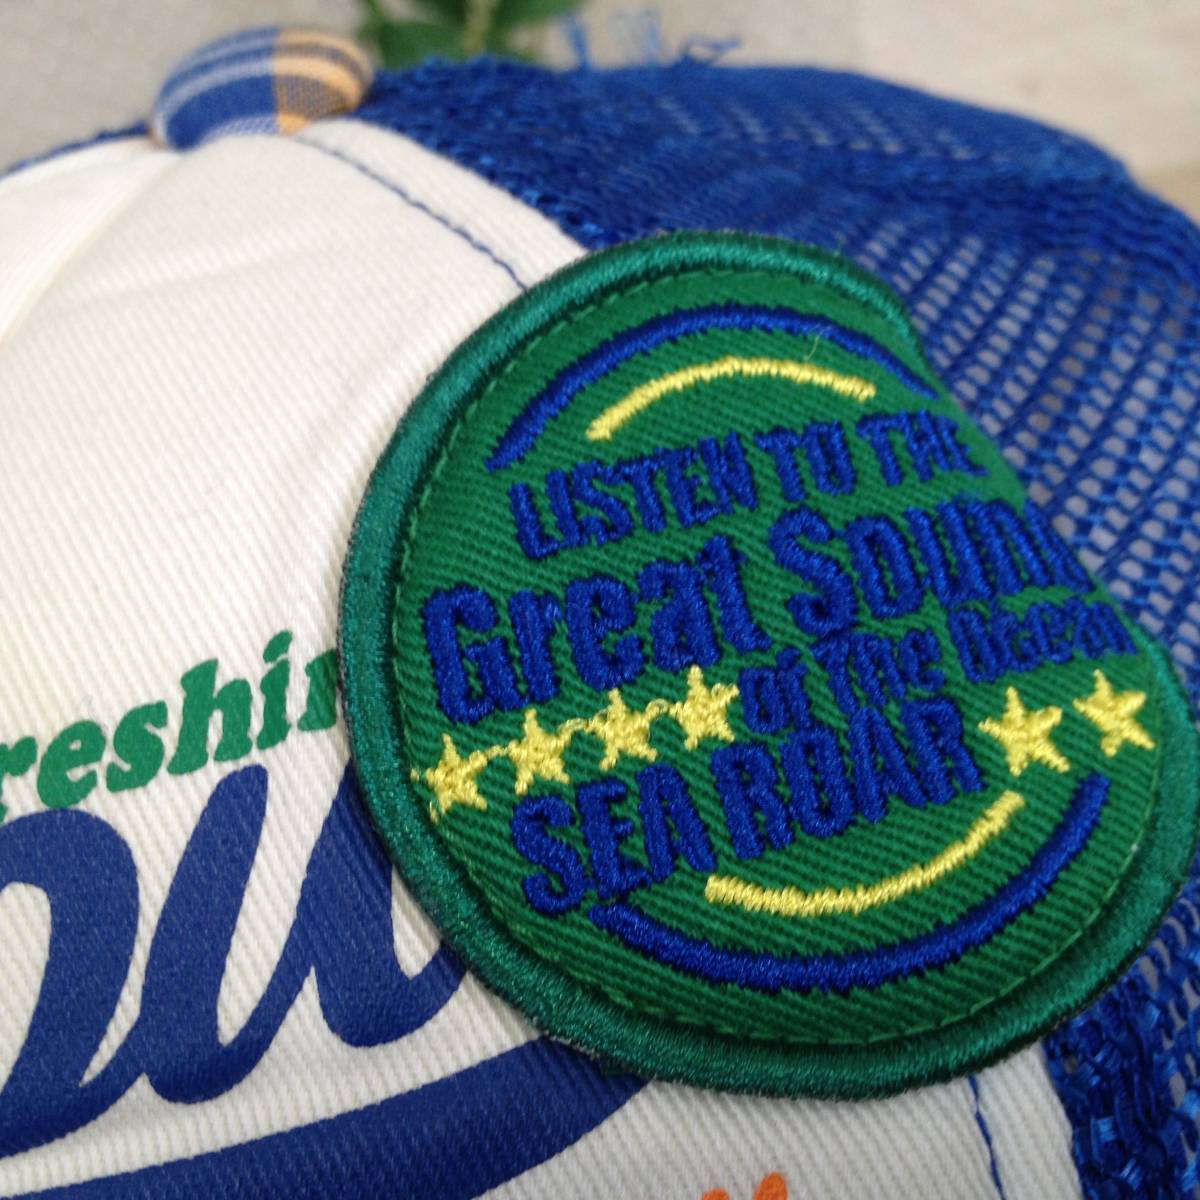 LISTEN TO THE
Great Sound
of The Ocean
SEA ROAR
reshin